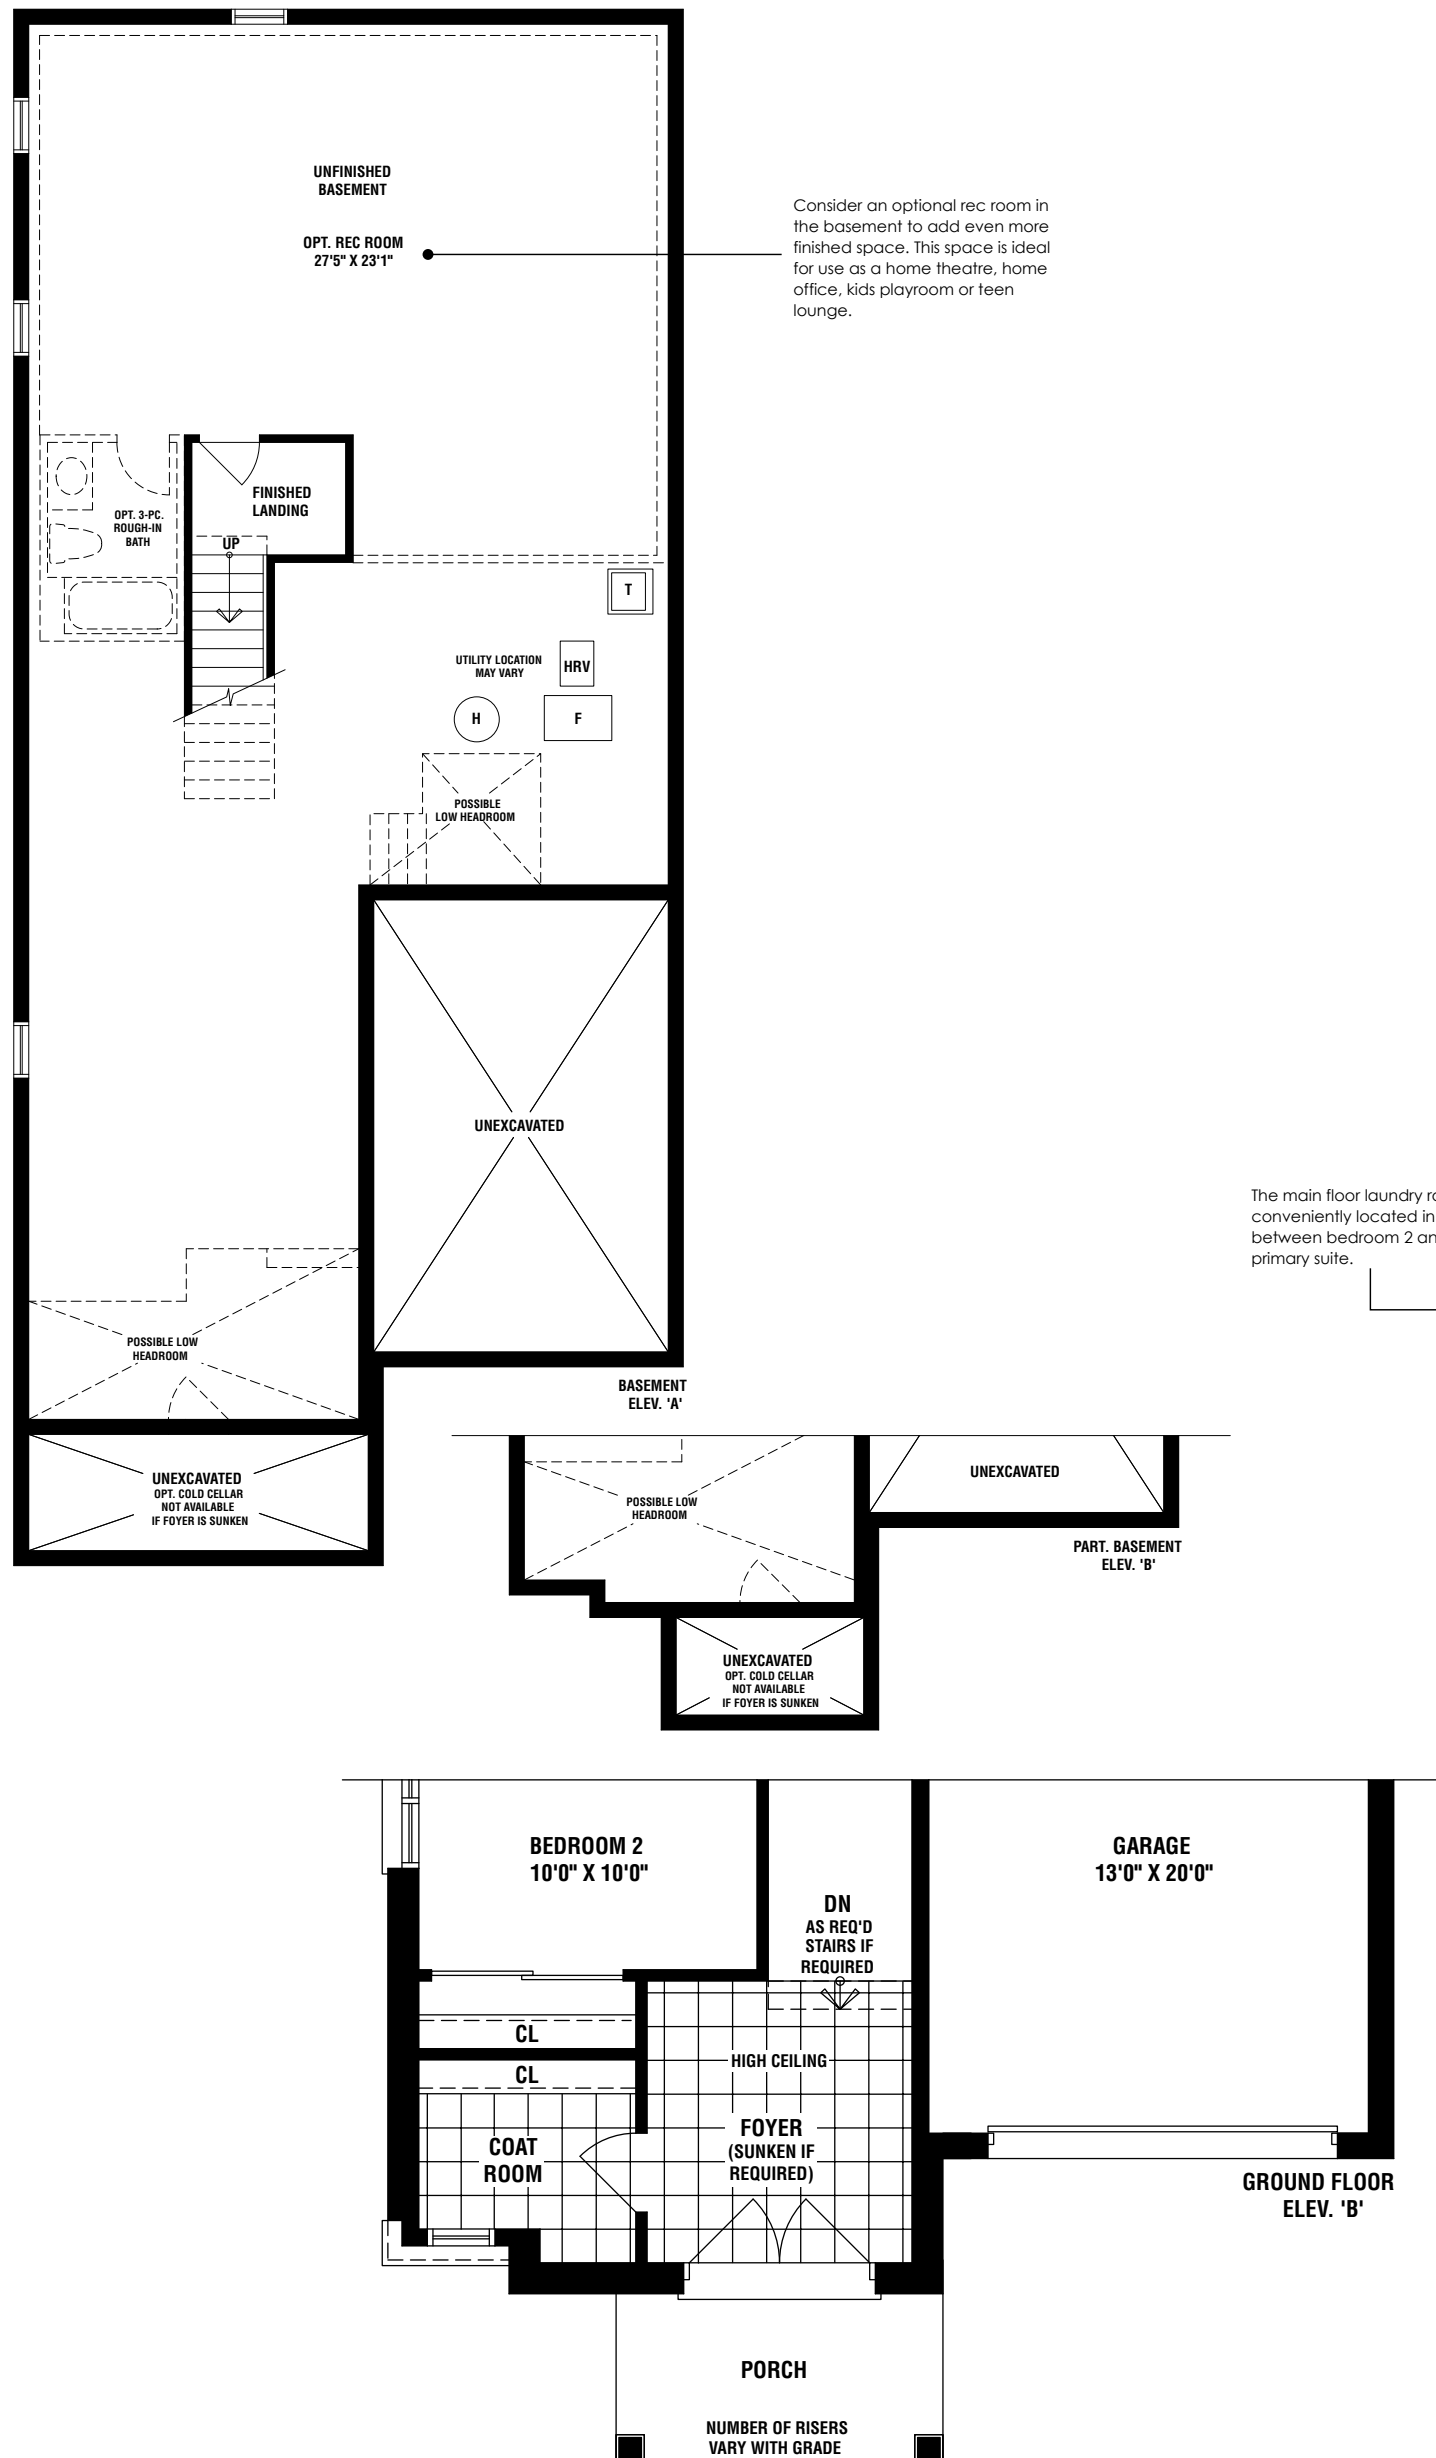 UNFINISHED
BASEMENT
OPT. REC ROOM
27'5" X 23'1"
Consider an optional rec room in
the basement to add even more
finished space. This space is ideal
for use as a home theatre, home
office, kids playroom or teen
lounge.
FINISHED
LANDING
OPT. 3-PC.
ROUGH-IN
BATH
UP
T
UTILITY LOCATION
MAY VARY
HRV
H
F
POSSIBLE
LOW HEADROOM
UNEXCAVATED
The main floor laundry
conveniently located in
between bedroom 2
primary suite.
POSSIBLE LOW
HEADROOM
BASEMENT
ELEV. 'A'
UNEXCAVATED
OPT. COLD CELLAR
NOT AVAILABLE
IF FOYER IS SUNKEN
UNEXCAVATED
POSSIBLE LOW
HEADROOM
PART. BASEMENT
ELEV. 'B'
UNEXCAVATED
OPT. COLD CELLAR
NOT AVAILABLE
IF FOYER IS SUNKEN
BEDROOM 2
10'0" X 10'0"
GARAGE
13'0" X 20'0"
DN
AS REQ'D
STAIRS IF
REQUIRED
CL
CL
HIGH CEILING
COAT
ROOM
FOYER
(SUNKEN IF
REQUIRED)
GROUND FLOOR
ELEV. 'B'
PORCH
NUMBER OF RISERS
VARY WITH GRADE